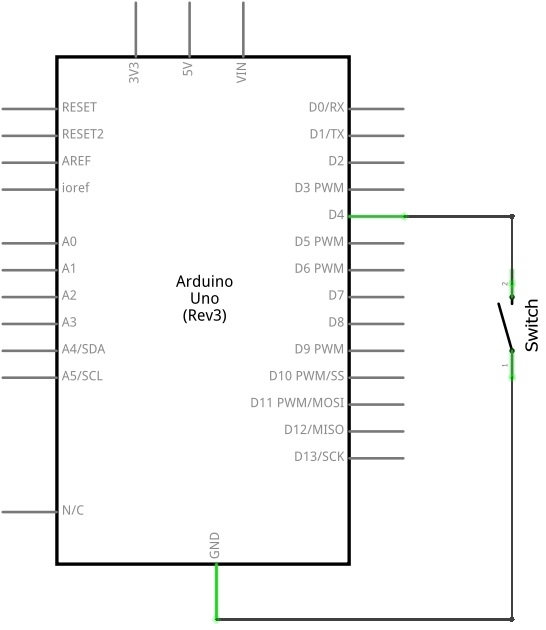 3V3
5V
VIN
RESET
RESET2
AREF
ioref
A0
A1
A2
A3
A4/SDA
A5/SCL
N/C
Arduino
Uno
(Rev3)
D0/RX
D1/TX
D2
D3 PWM
D4
D5 PWM
D6 PWM
D7
D8
D9 PWM
D10 PWM/SS
D11 PWM/MOSI
D12/MISO
D13/SCK
GND
2
1
Switch